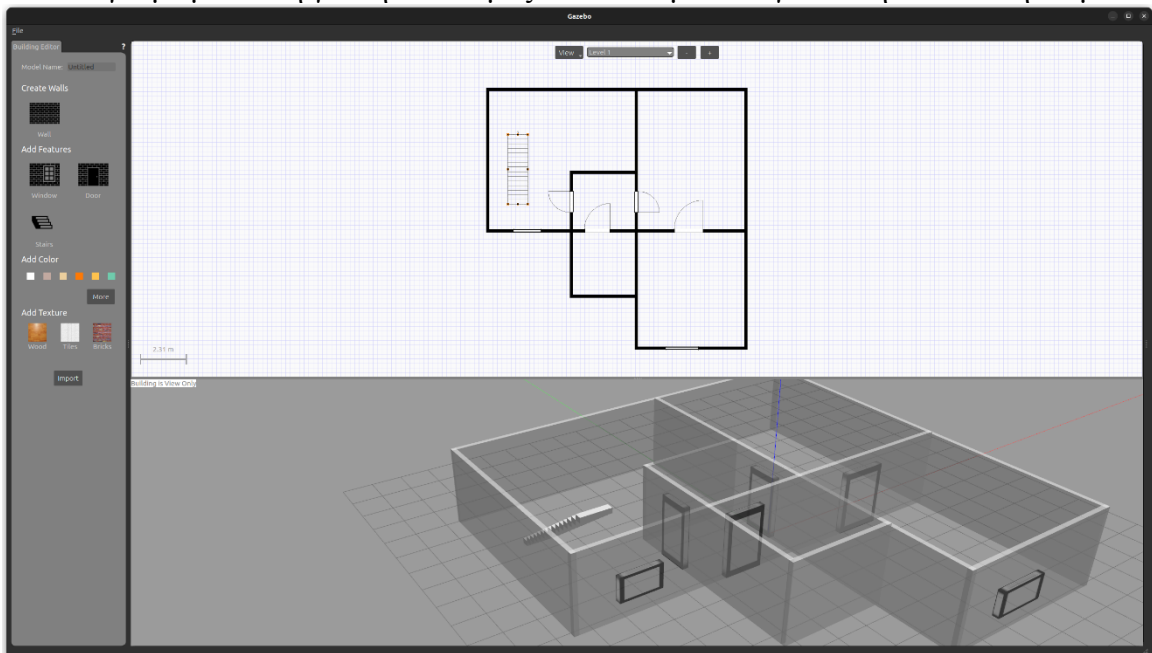 Gazebo
File
Building Editor
?
Model Name: Untitled
Create Walls
Wall
Add Features
Window
Door
Stairs
Add Color
More
Add Texture
Wood
Tiles
Bricks
Import
View
Level 1
-
+
2.31 m
Building is View Only